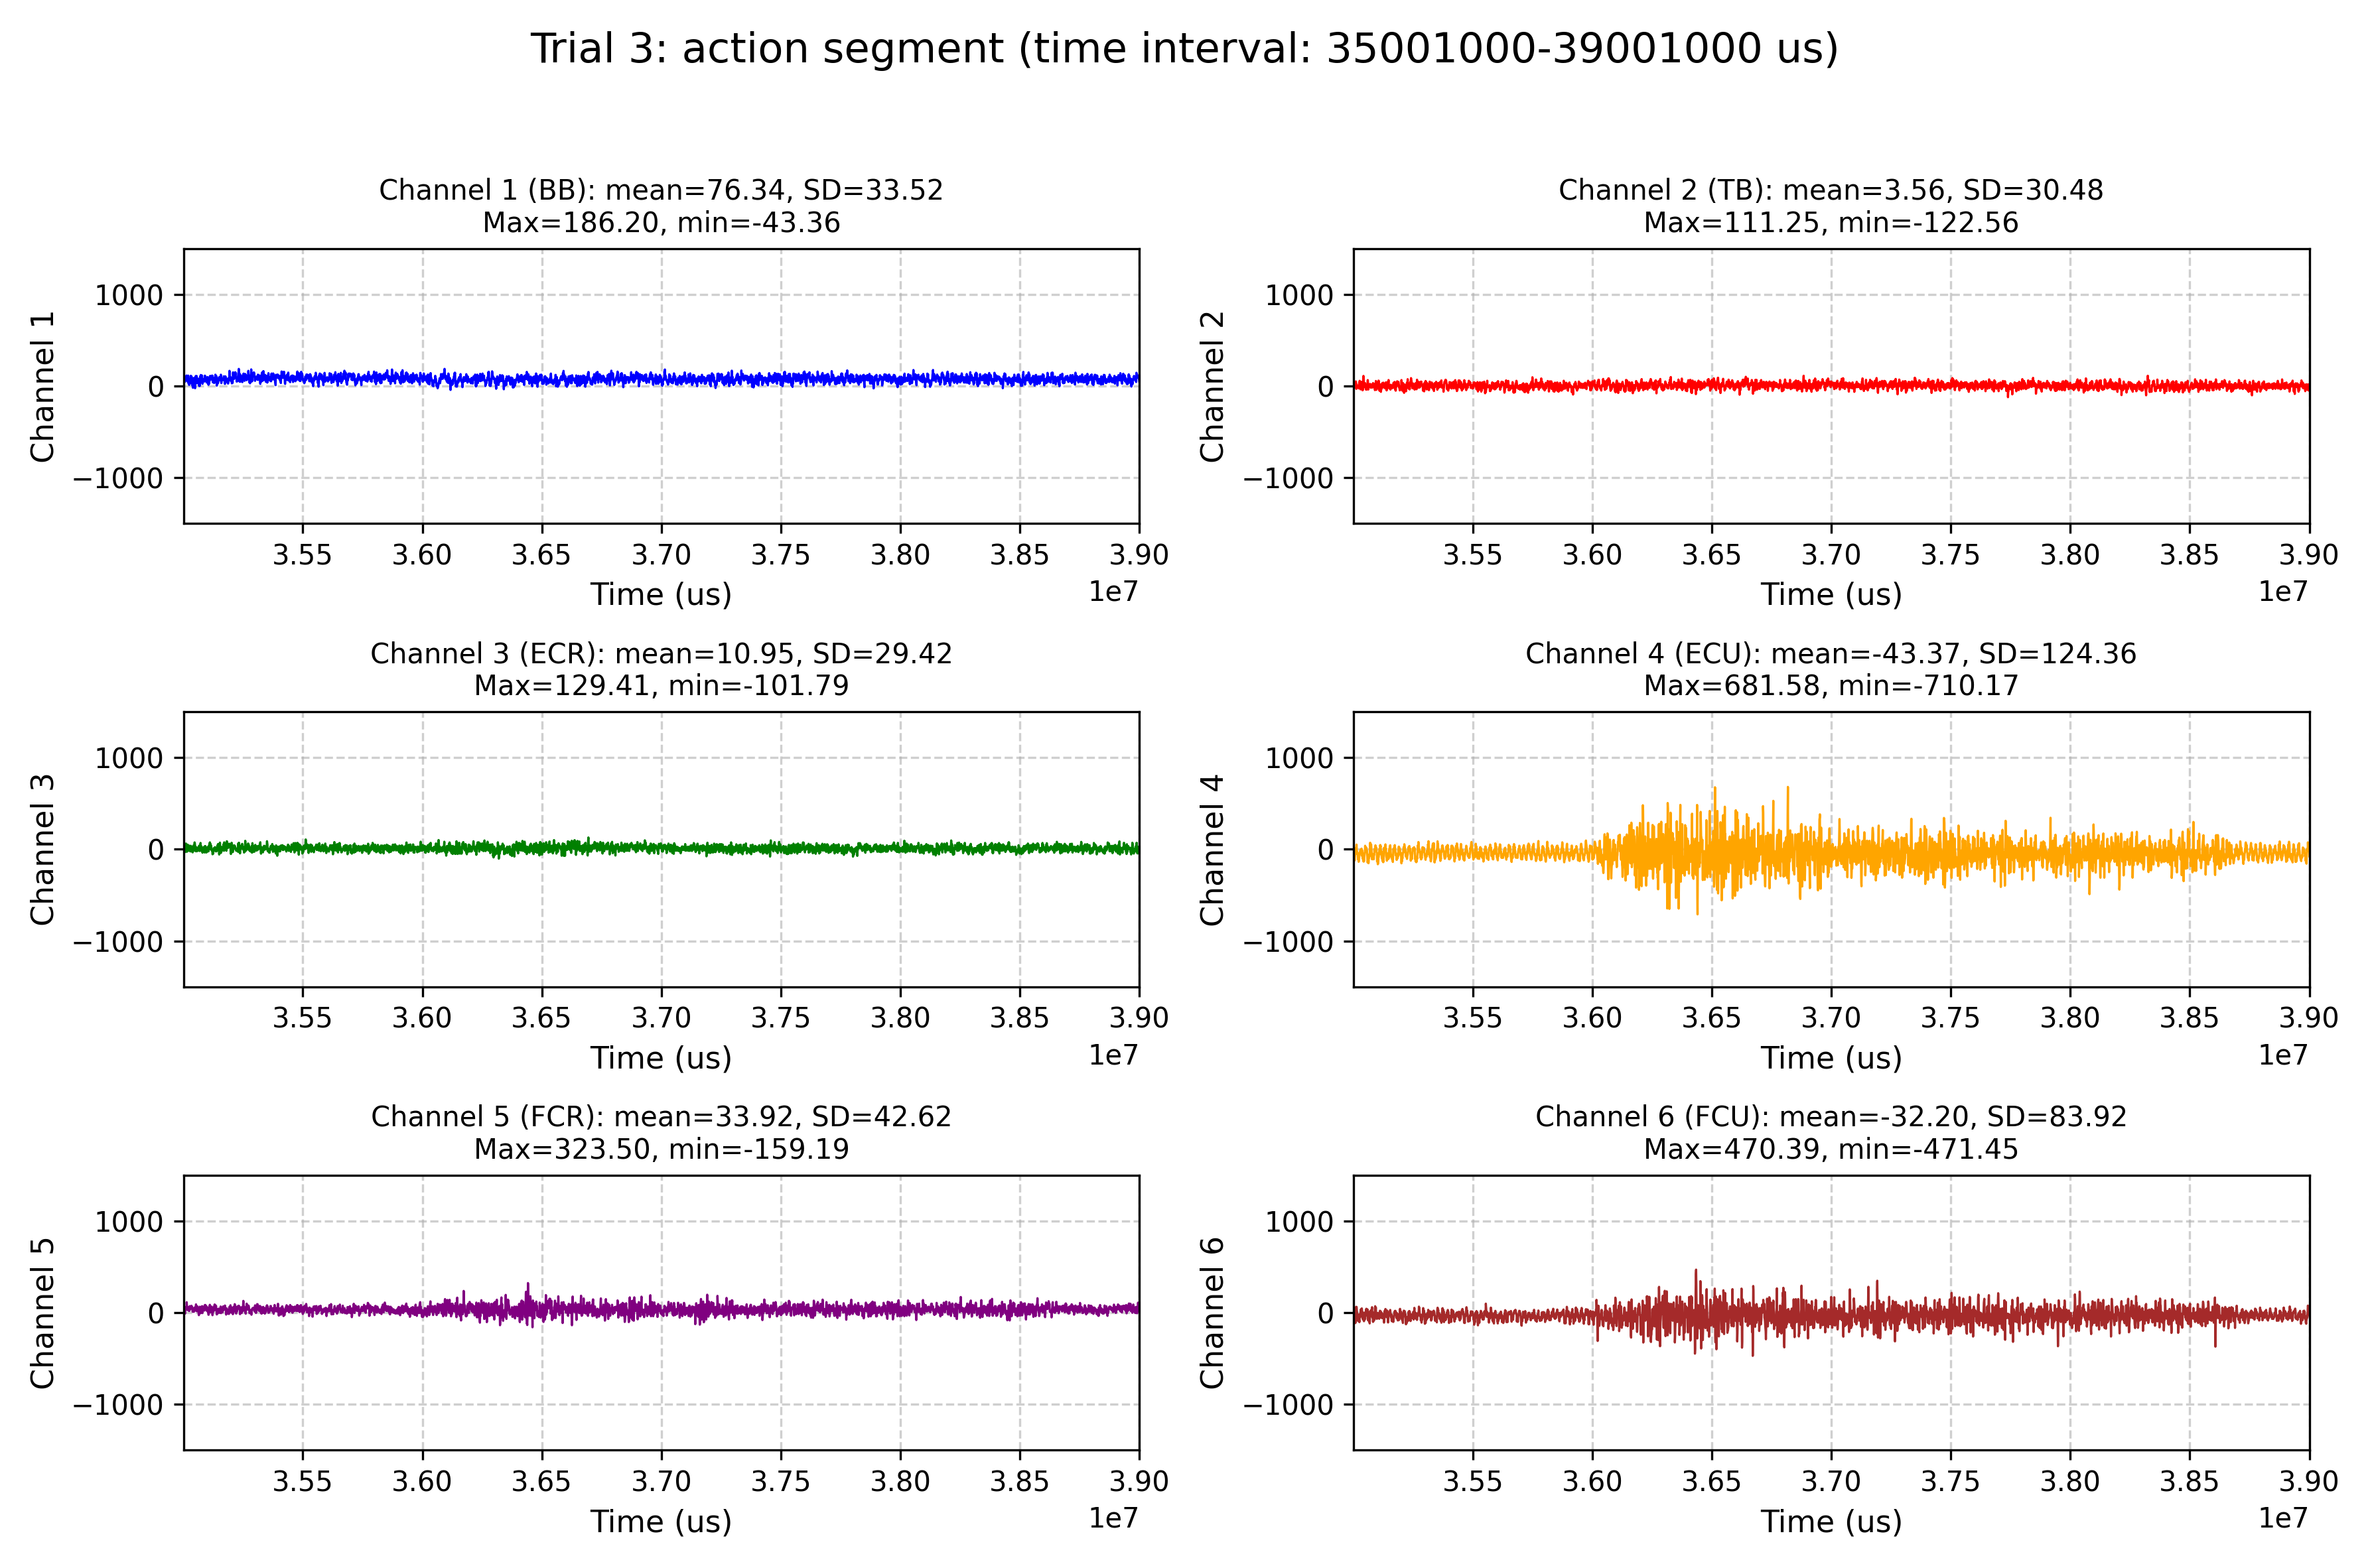 Trial 3: action segment (time interval: 35001000-39001000 us)
Channel 1 (BB): mean=76.34, SD=33.52
Max=186.20, min=-43.36
Channel 1
1000
0
−1000
3.55 3.60 3.65 3.70 3.75 3.80 3.85 3.90
Time (us)
1e7
Channel 2 (TB): mean=3.56, SD=30.48
Max=111.25, min=-122.56
Channel 2
1000
0
−1000
3.55 3.60 3.65 3.70 3.75 3.80 3.85 3.90
Time (us)
1e7
Channel 3 (ECR): mean=10.95, SD=29.42
Max=129.41, min=-101.79
Channel 3
1000
0
−1000
3.55 3.60 3.65 3.70 3.75 3.80 3.85 3.90
Time (us)
1e7
Channel 4 (ECU): mean=-43.37, SD=124.36
Max=681.58, min=-710.17
Channel 4
1000
0
−1000
3.55 3.60 3.65 3.70 3.75 3.80 3.85 3.90
Time (us)
1e7
Channel 5 (FCR): mean=33.92, SD=42.62
Max=323.50, min=-159.19
Channel 5
1000
0
−1000
3.55 3.60 3.65 3.70 3.75 3.80 3.85 3.90
Time (us)
1e7
Channel 6 (FCU): mean=-32.20, SD=83.92
Max=470.39, min=-471.45
Channel 6
1000
0
−1000
3.55 3.60 3.65 3.70 3.75 3.80 3.85 3.90
Time (us)
1e7